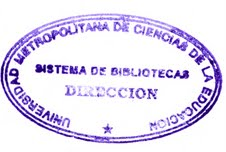 UNIVERSIDAD METROPOLITANA DE CIENCIAS DE LA EDUCACION
SISTEMA DE BIBLIOTECAS
DIRECCION